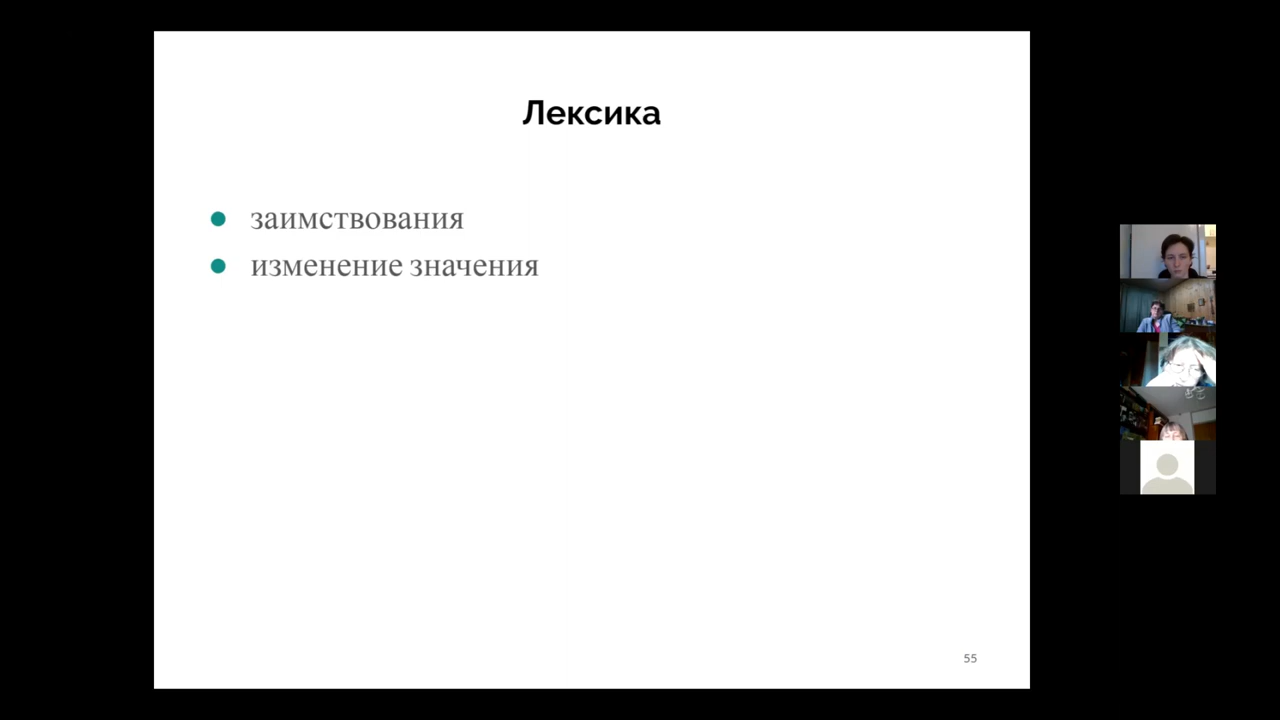 Лексика
заимствования
изменение значения
55